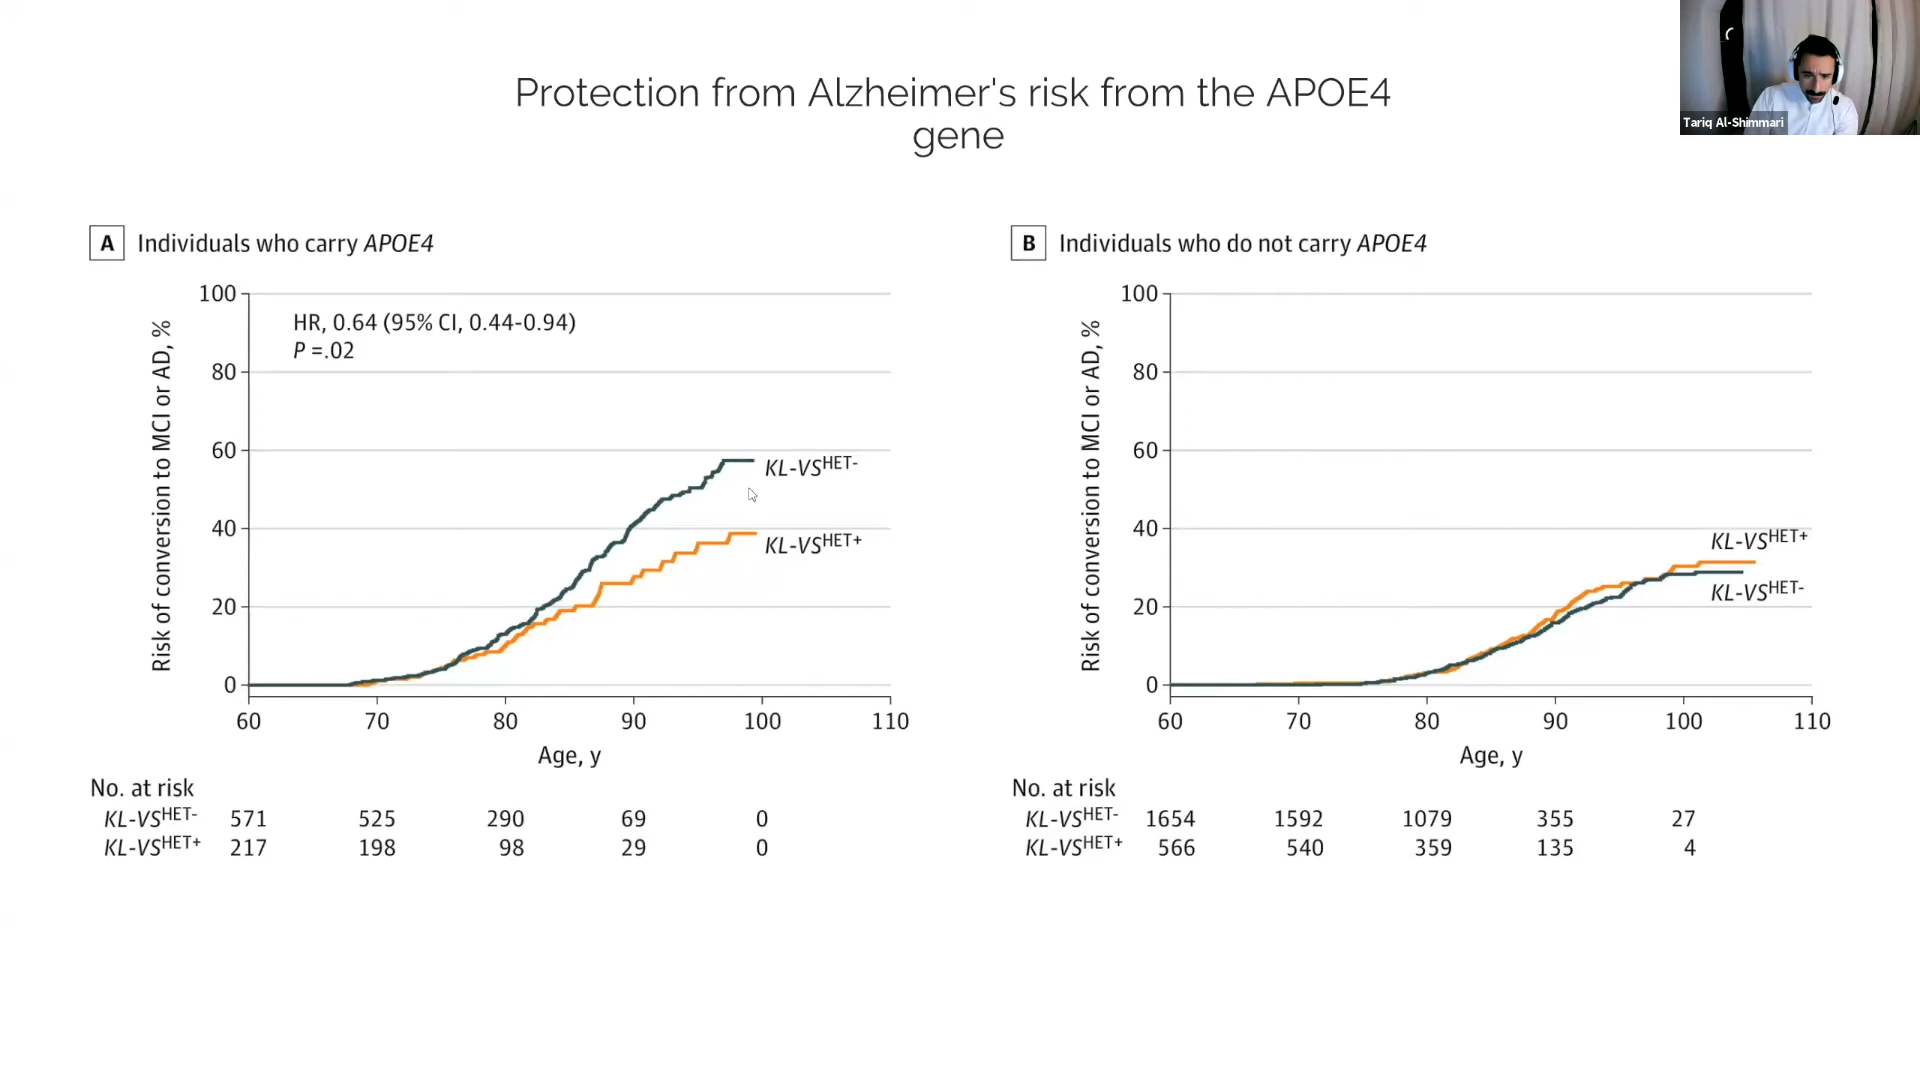 Protection from Alzheimer's risk from the APOE4
gene
Tariq Al-Shimmari
A Individuals who carry APOE4
Risk of conversion to MCI or AD, %
100
80
60
40
20
0
HR, 0.64 (95% CI, 0.44-0.94)
P =.02
KL-VSHET-
KL-VSHET+
60 70 80 90 100 110
Age, y
No. at risk
KL-VSHET- 571 525 290 69 0
KL-VSHET+ 217 198 98 29 0
B Individuals who do not carry APOE4
Risk of conversion to MCI or AD, %
100
80
60
40
20
0
KL-VSHET+
KL-VSHET-
60 70 80 90 100 110
Age, y
No. at risk
KL-VSHET- 1654 1592 1079 355 27
KL-VSHET+ 566 540 359 135 4